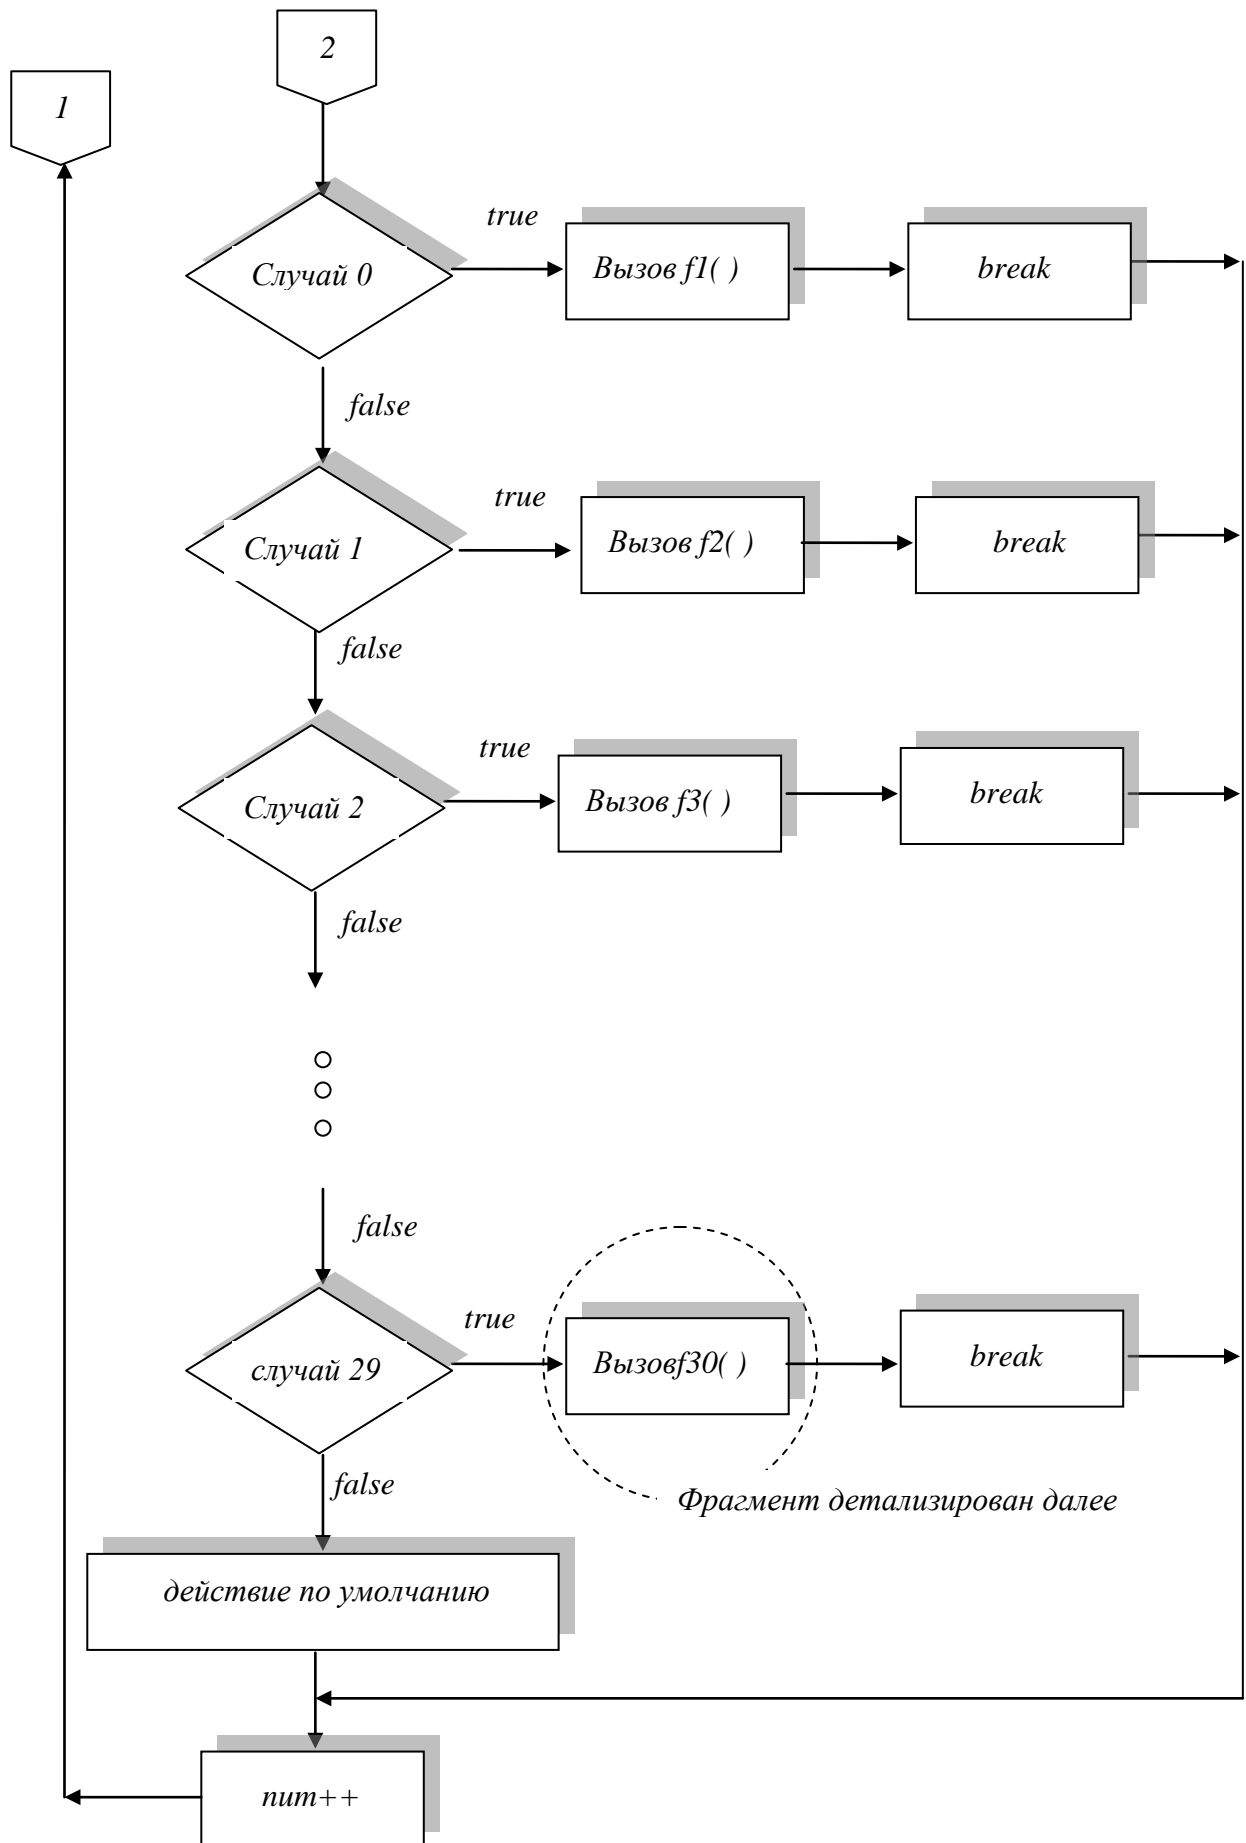 2
1
true
Случай 0
Вызов f1( )
break
false
true
Случай 1
Вызов f2( )
break
false
true
Случай 2
Вызов f3( )
break
false
false
true
случай 29
Вызовf30( )
break
false
Фрагмент детализирован далее
действие по умолчанию
num++